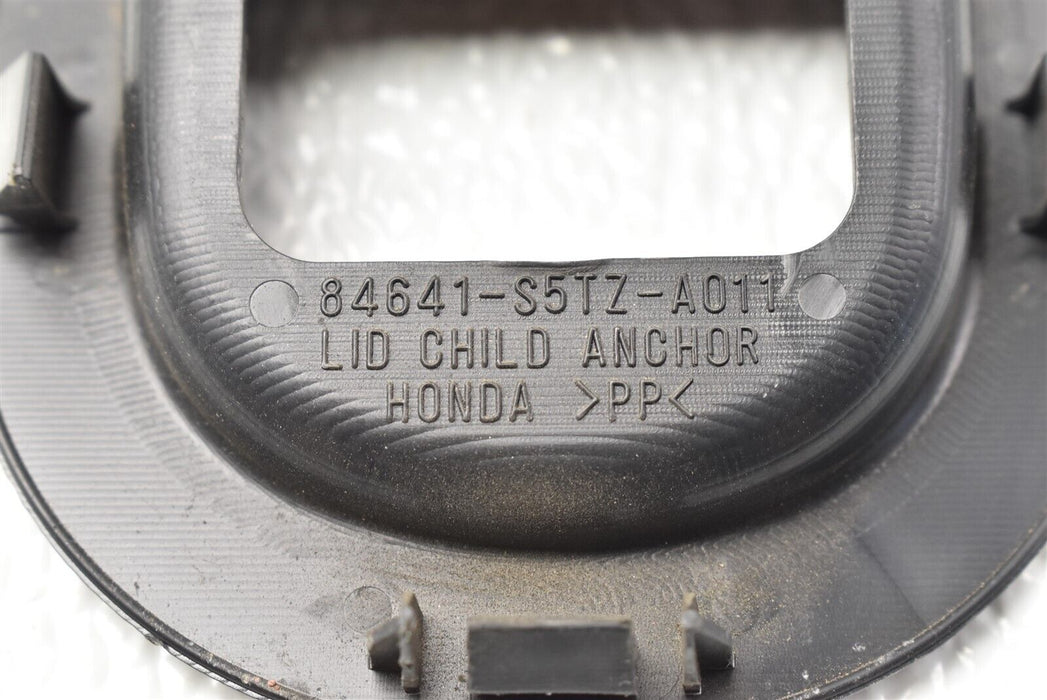 84641-S5TZ-A011
LID CHILD ANCHOR
HONDA >PP<